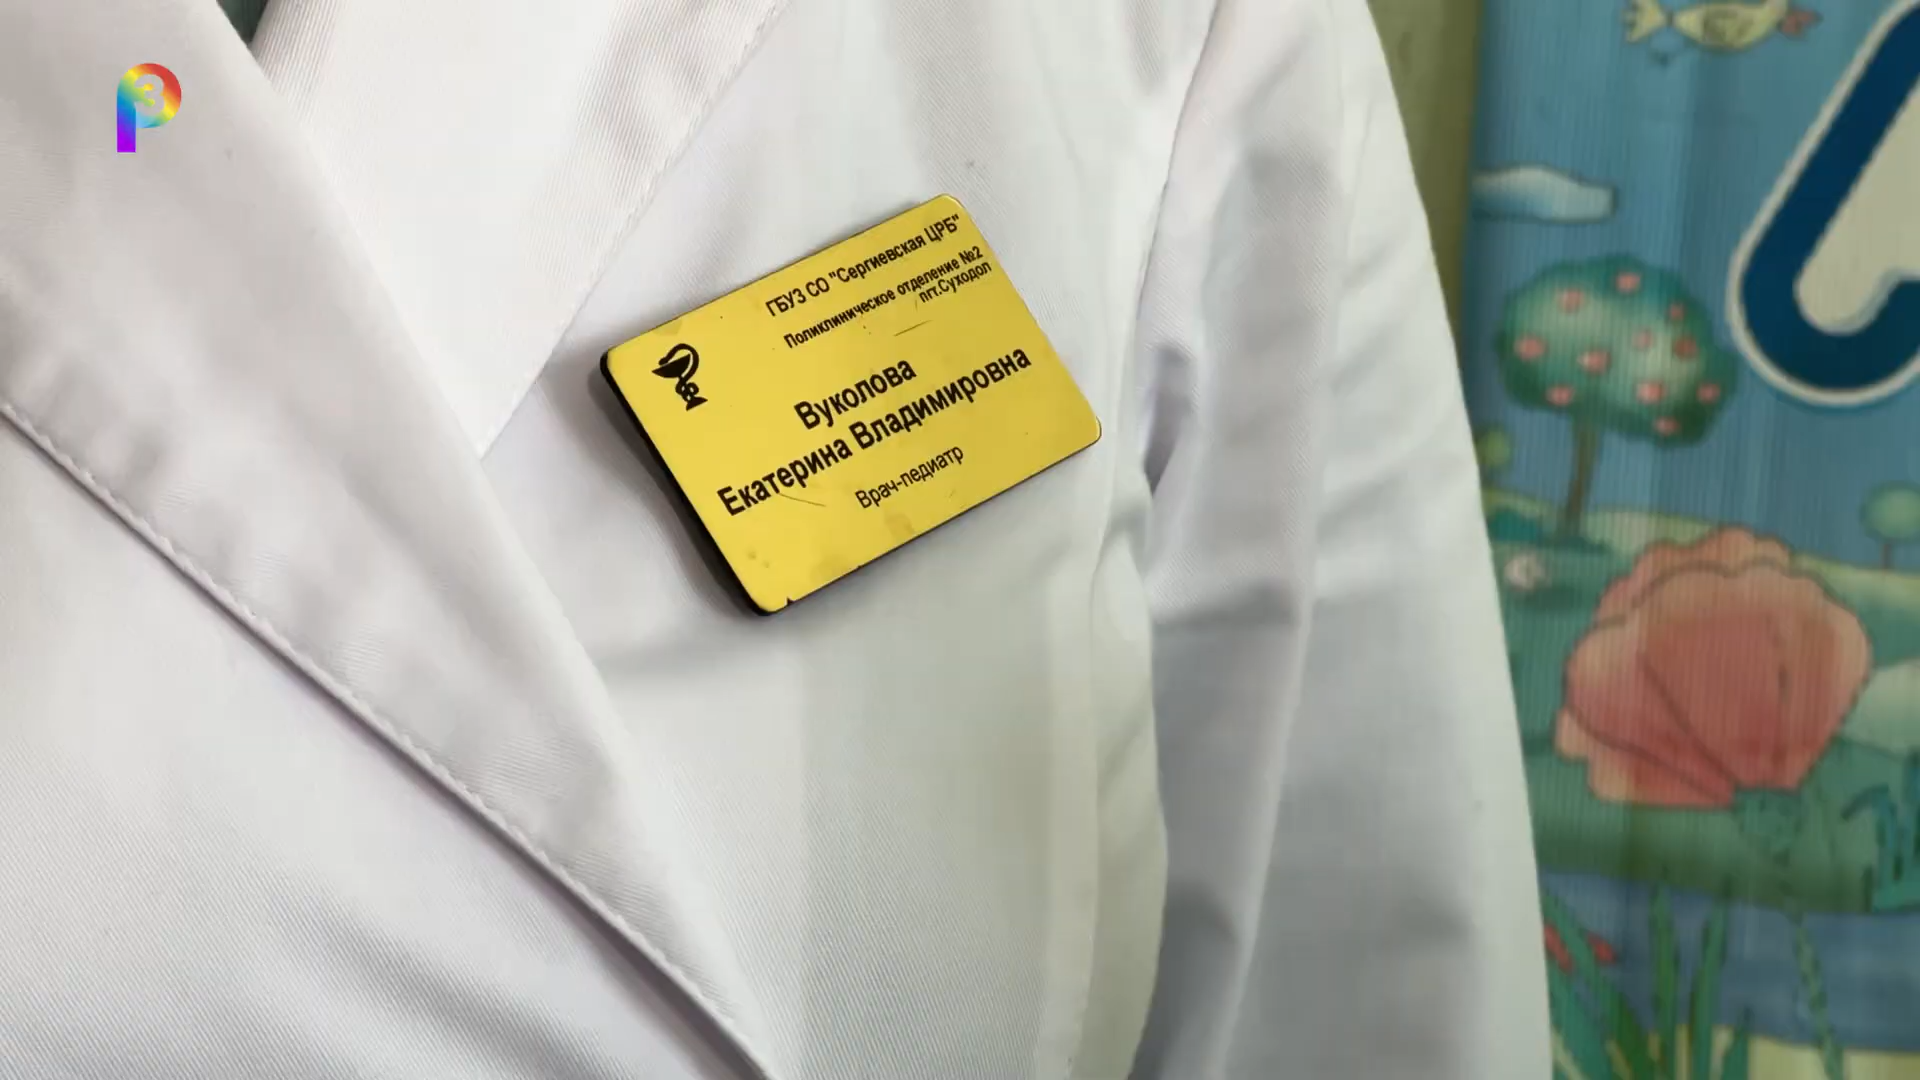 ГБУЗ СО "Сергиевская ЦРБ"
Поликлиническое отделение №2
пгт.Суходол
Вуколова
Екатерина Владимировна
Врач-педиатр